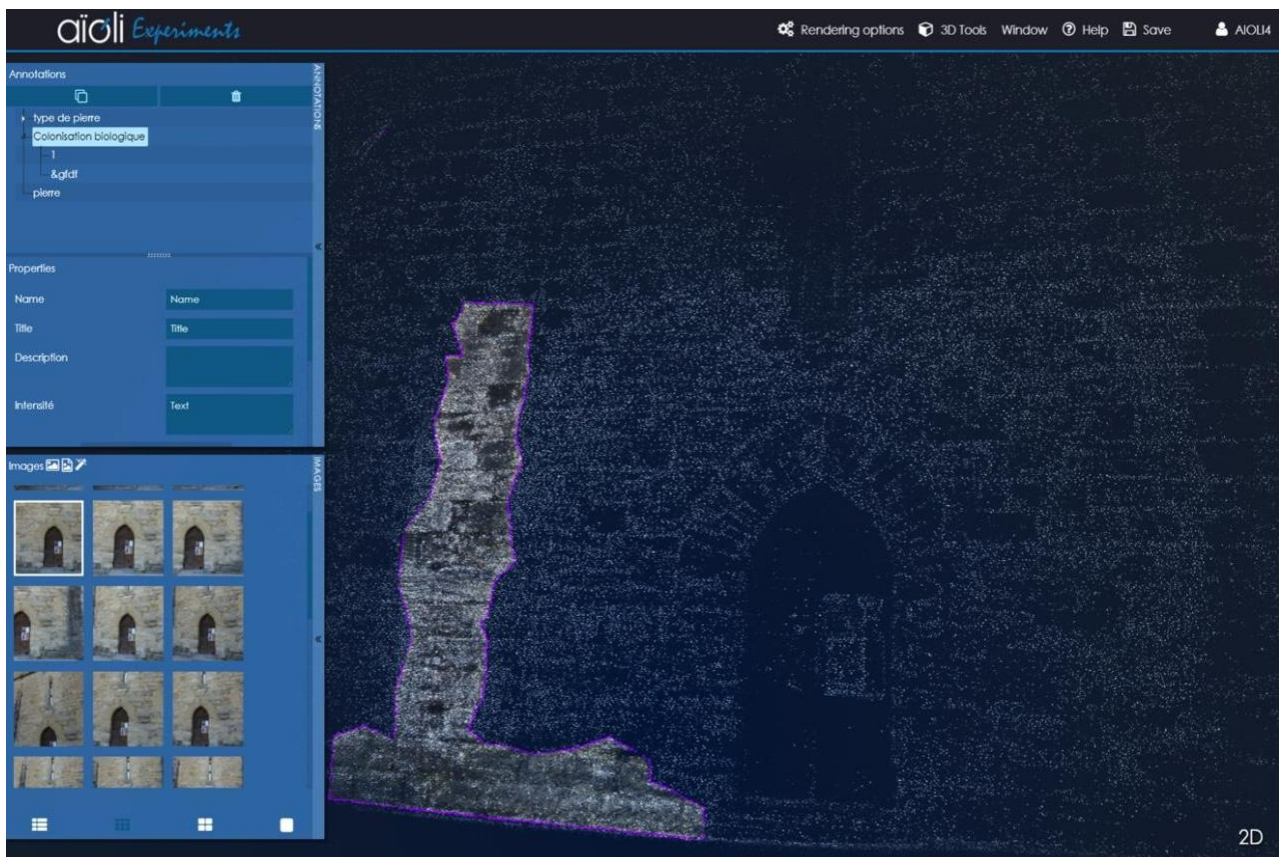 aïoli Experiments
Rendering options 3D Tools Window Help Save AIOLI4
Annotations
ANNOTATIONS
type de pierre
Colonisation biologique
1
&gfdf
pierre
Properties
Name Name
Title Title
Description
Intensité Text
Images
IMAGES
2D